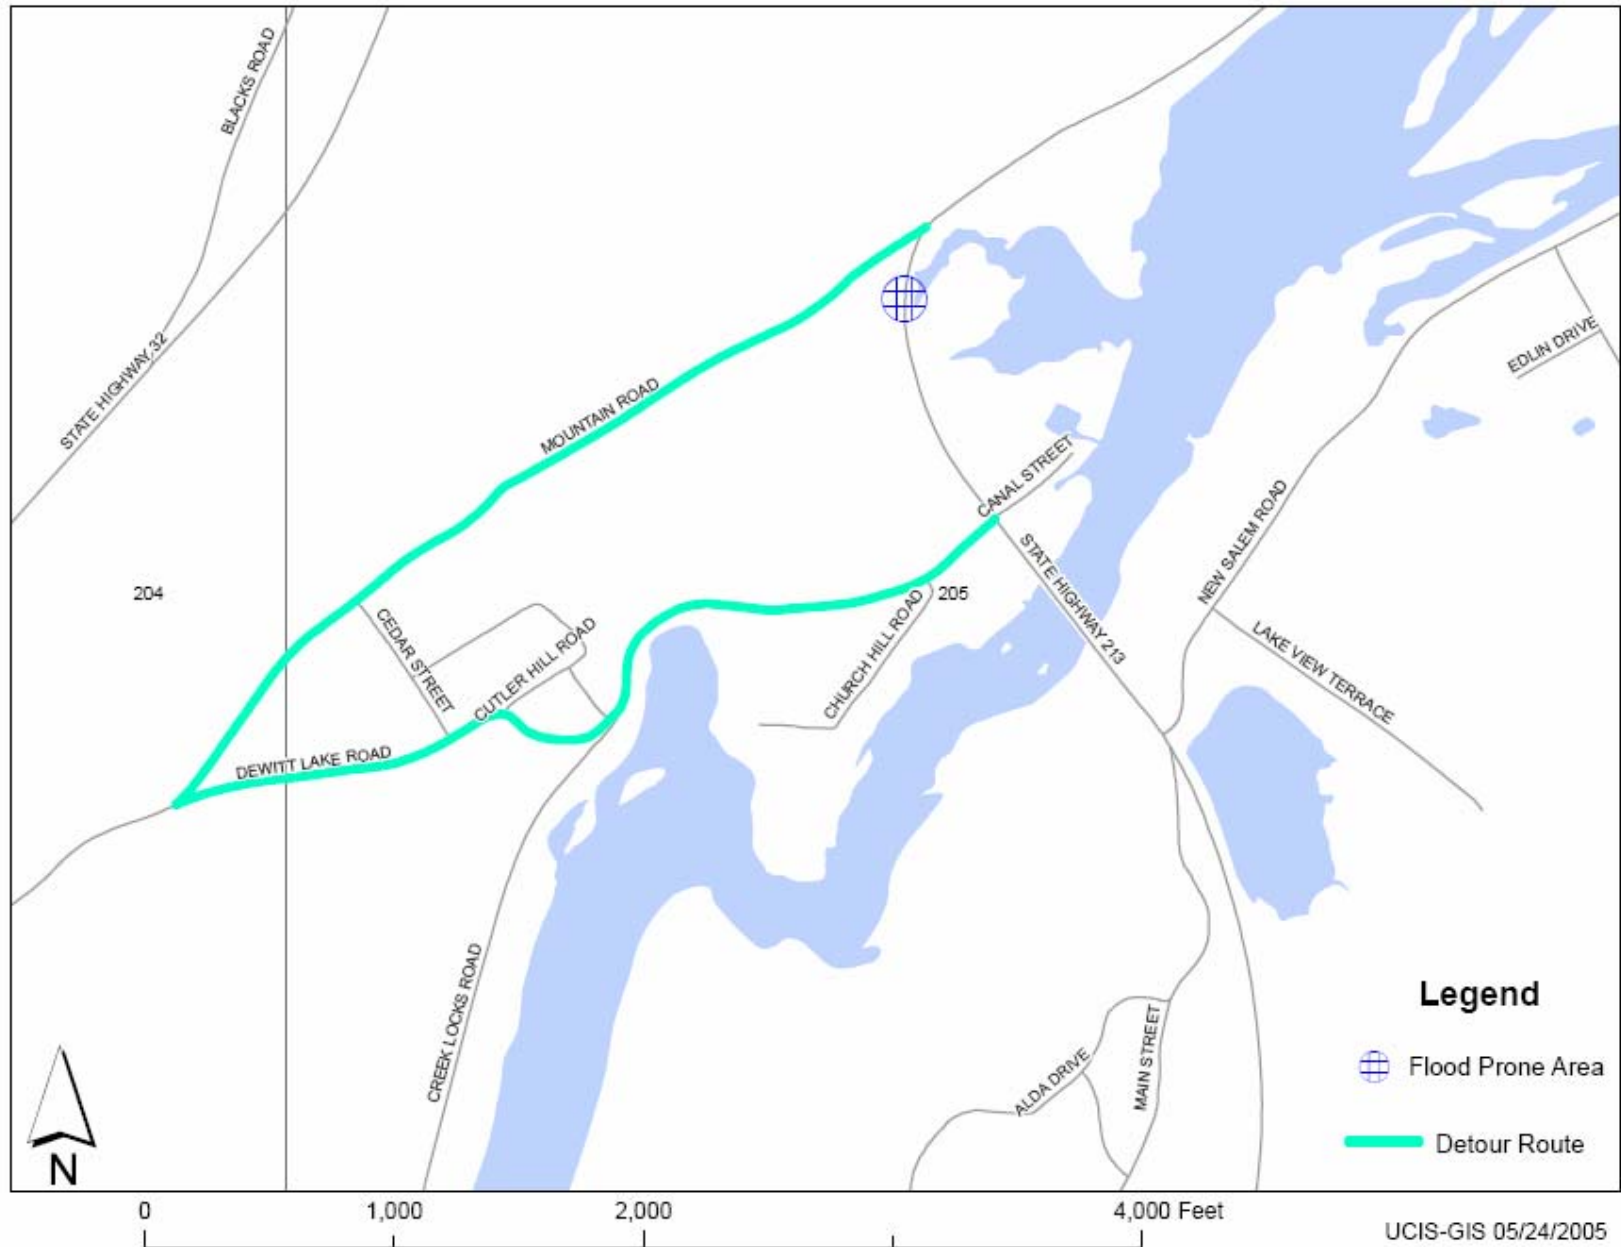 BLACKS ROAD
STATE HIGHWAY 32
MOUNTAIN ROAD
EDLIN DRIVE
CANAL STREET
NEW SALEM ROAD
STATE HIGHWAY 213
204
205
CEDAR STREET
CUTLER HILL ROAD
CHURCH HILL ROAD
LAKE VIEW TERRACE
DEWITT LAKE ROAD
CREEK LOCKS ROAD
ALDA DRIVE
MAIN STREET
Legend
Flood Prone Area
Detour Route
N
0 1,000 2,000 4,000 Feet
UCIS-GIS 05/24/2005